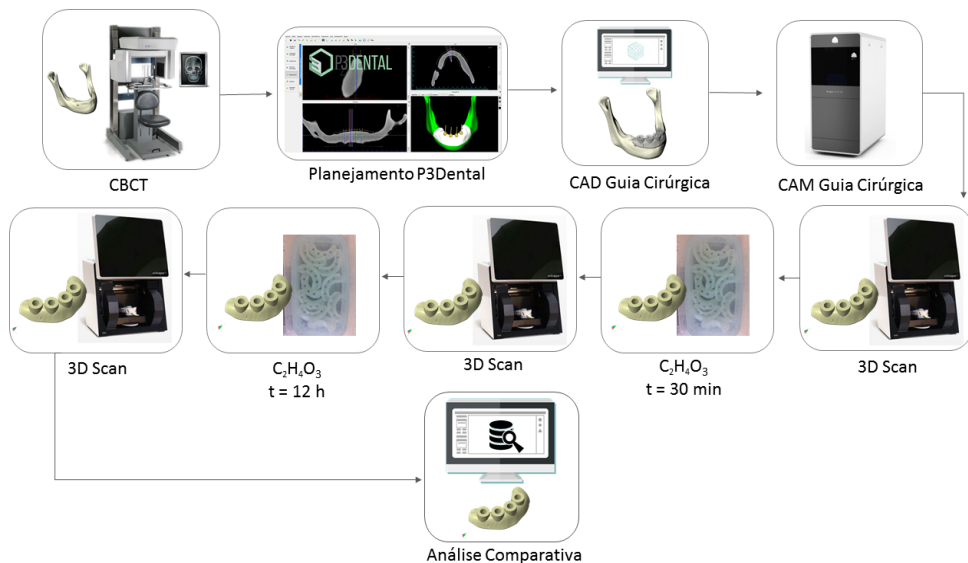 P3DENTAL
CBCT
Planejamento P3Dental
CAD Guia Cirúrgica
CAM Guia Cirúrgica
3D Scan
C₂H₄O₃
t = 30 min
3D Scan
C₂H₄O₃
t = 12 h
3D Scan
Análise Comparativa